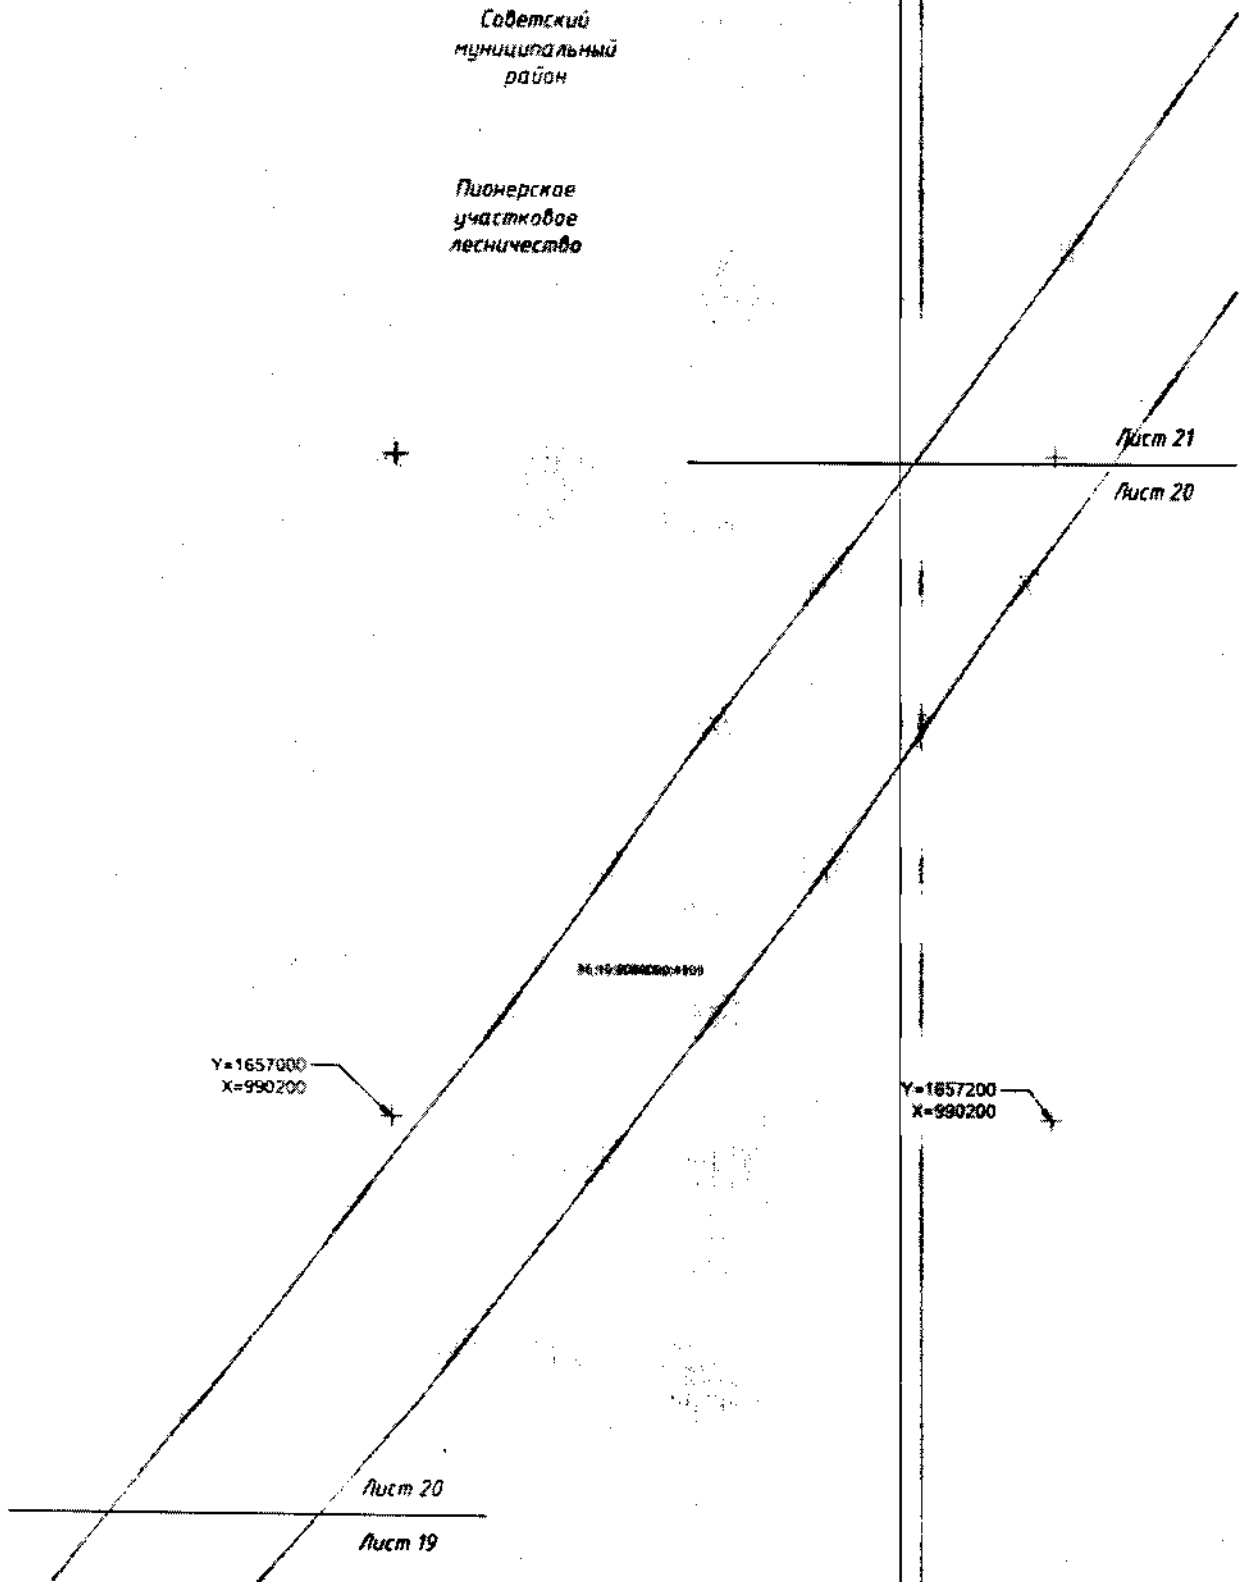 Советский
муниципальный
район
Пионерское
участковое
лесничество
Лист 21
Лист 20
Y=1657000
X=990200
Y=1657200
X=990200
Лист 20
Лист 19